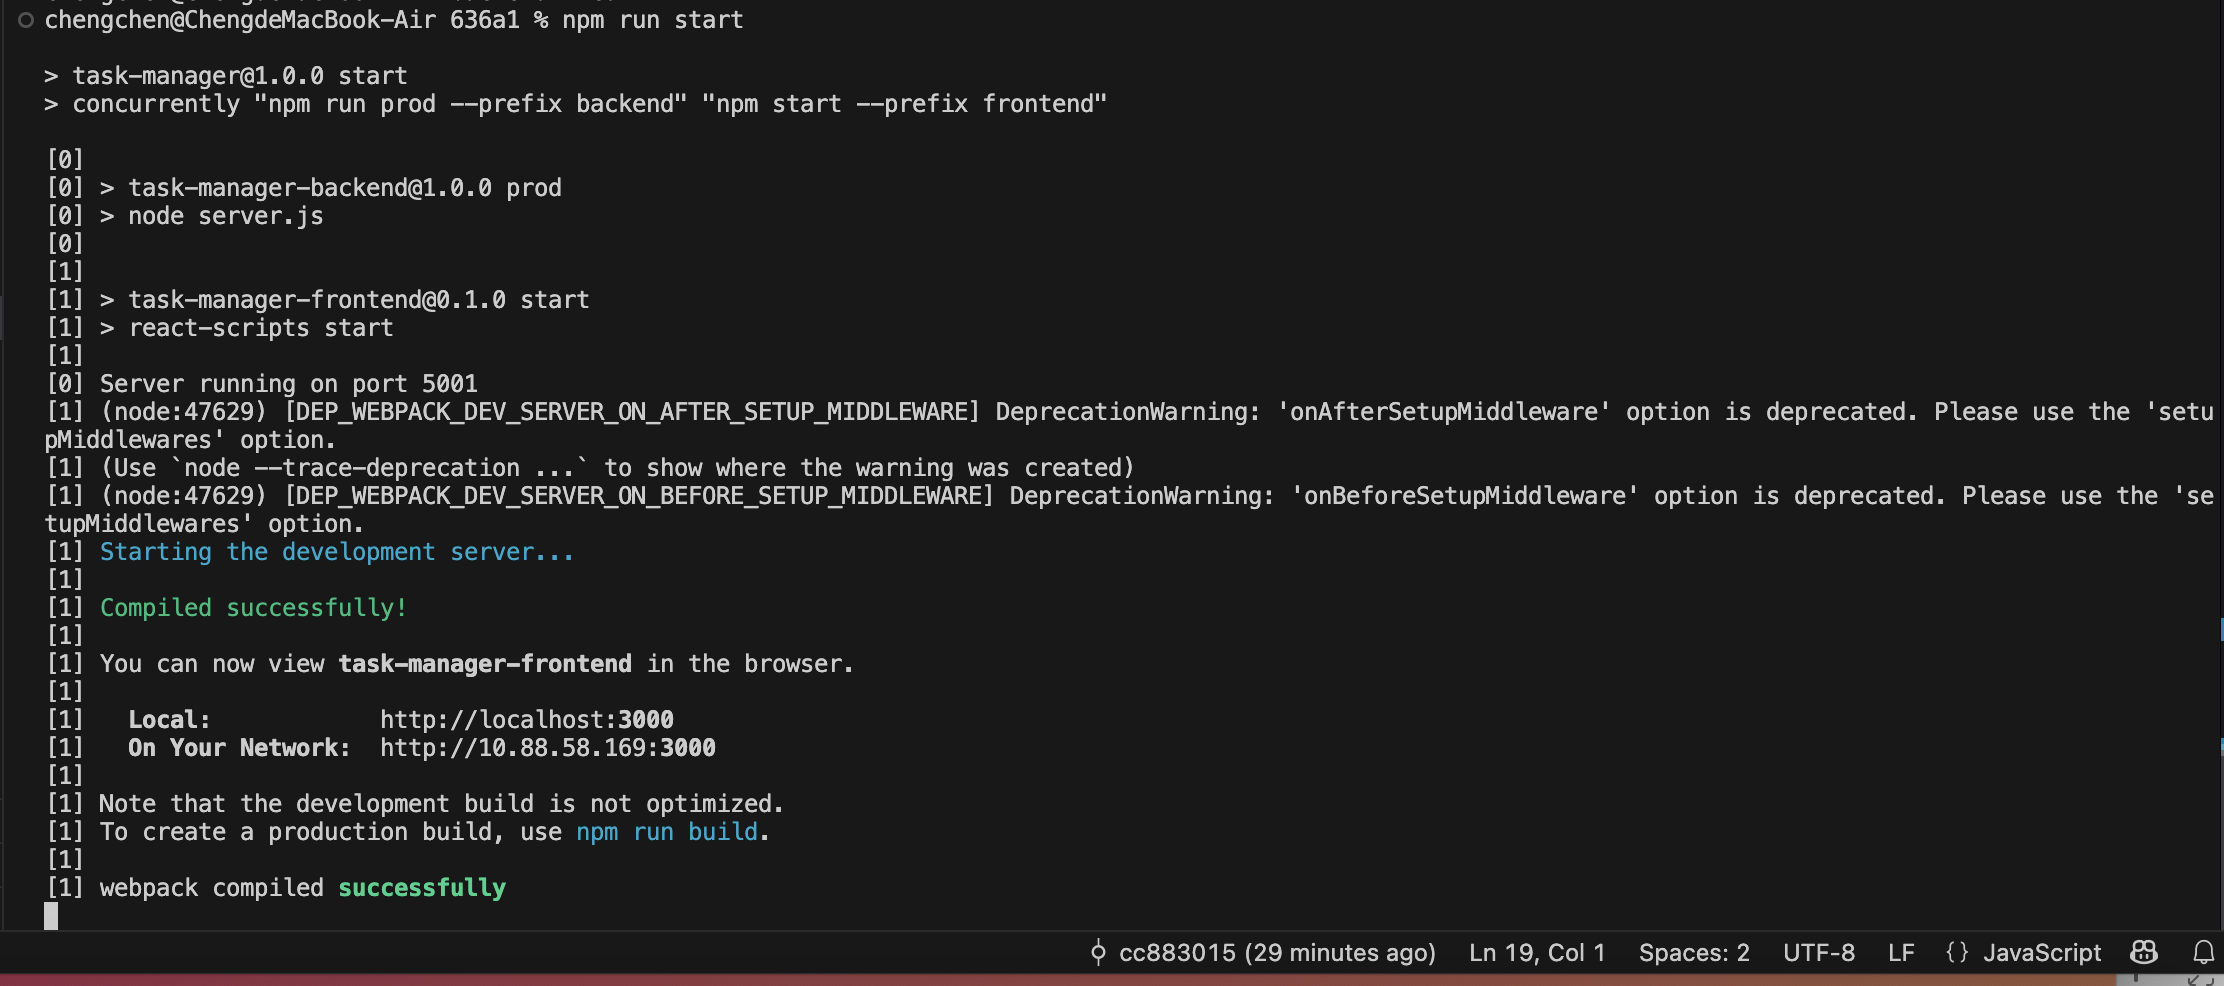 chengchen@ChengdeMacBook-Air 636a1 % npm run start
> task-manager@1.0.0 start
> concurrently "npm run prod --prefix backend" "npm start --prefix frontend"
[0]
[0] > task-manager-backend@1.0.0 prod
[0] > node server.js
[0]
[1]
[1] > task-manager-frontend@0.1.0 start
[1] > react-scripts start
[1]
[0] Server running on port 5001
[1] (node:47629) [DEP_WEBPACK_DEV_SERVER_ON_AFTER_SETUP_MIDDLEWARE] DeprecationWarning: 'onAfterSetupMiddleware' option is deprecated. Please use the 'setu
pMiddlewares' option.
[1] (Use `node --trace-deprecation ...` to show where the warning was created)
[1] (node:47629) [DEP_WEBPACK_DEV_SERVER_ON_BEFORE_SETUP_MIDDLEWARE] DeprecationWarning: 'onBeforeSetupMiddleware' option is deprecated. Please use the 'se
tupMiddlewares' option.
[1] Starting the development server...
[1]
[1] Compiled successfully!
[1]
[1] You can now view task-manager-frontend in the browser.
[1]
[1]   Local:            http://localhost:3000
[1]   On Your Network:  http://10.88.58.169:3000
[1]
[1] Note that the development build is not optimized.
[1] To create a production build, use npm run build.
[1]
[1] webpack compiled successfully
cc883015 (29 minutes ago) Ln 19, Col 1 Spaces: 2 UTF-8 LF {} JavaScript